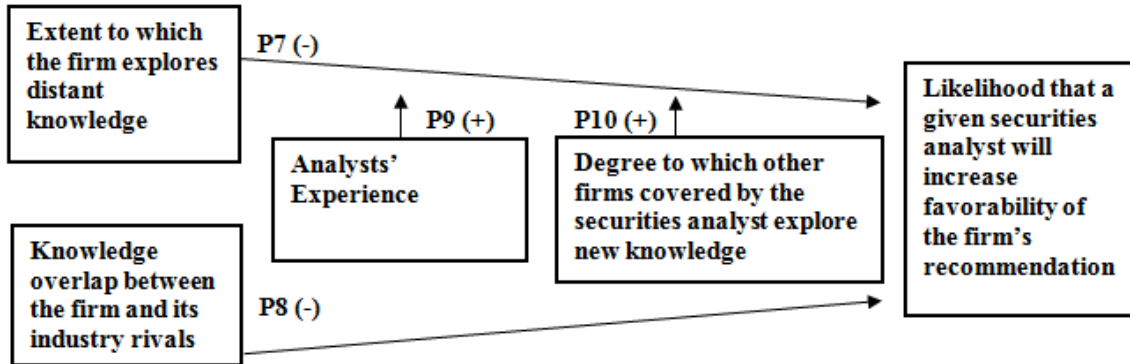 Extent to which
the firm explores
distant
knowledge
P7 (-)
Likelihood that a
given securities
analyst will
increase
favorability of
the firm's
recommendation
P9 (+)
P10 (+)
Analysts'
Experience
Degree to which other
firms covered by the
securities analyst explore
new knowledge
Knowledge
overlap between
the firm and its
industry rivals
P8 (-)